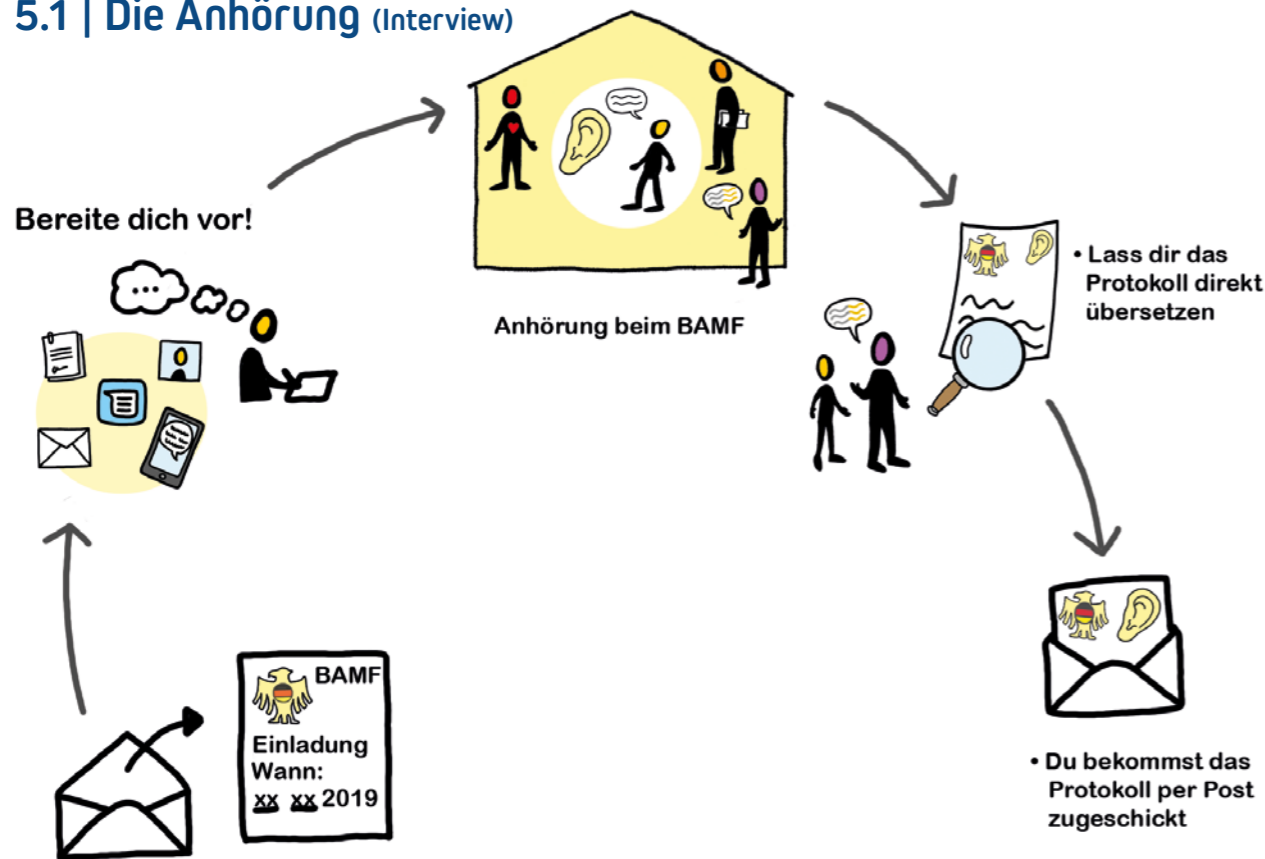 5.1 | Die Anhörung (Interview)
Bereite dich vor!
...
Anhörung beim BAMF
• Lass dir das
Protokoll direkt
übersetzen
BAMF
Einladung
Wann:
xx xx 2019
• Du bekommst das
Protokoll per Post
zugeschickt